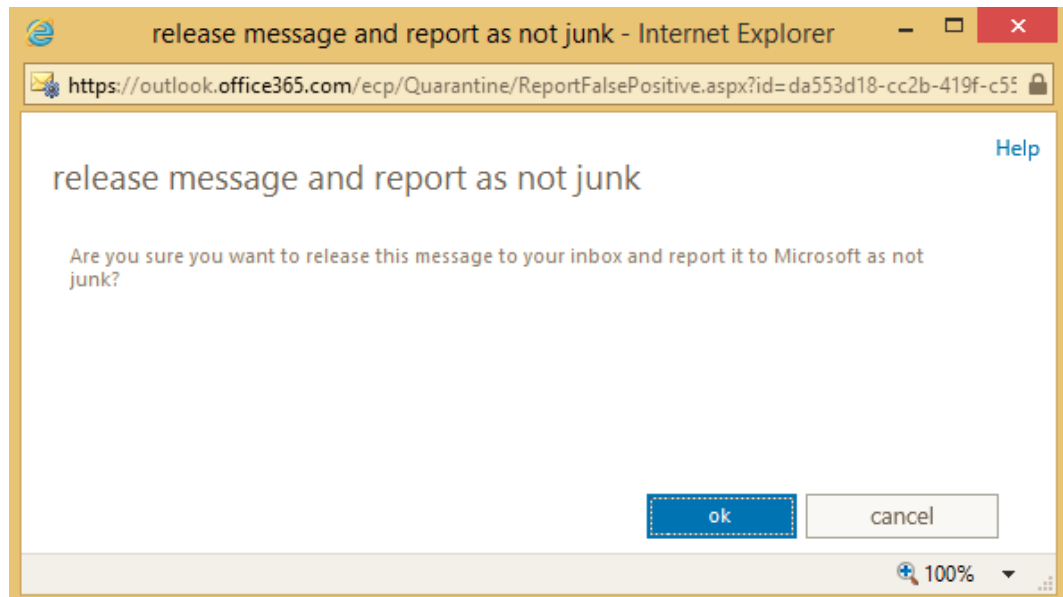 release message and report as not junk - Internet Explorer
https://outlook.office365.com/ecp/Quarantine/ReportFalsePositive.aspx?id=da553d18-cc2b-419f-c55
Help
release message and report as not junk
Are you sure you want to release this message to your inbox and report it to Microsoft as not
junk?
ok cancel
100%